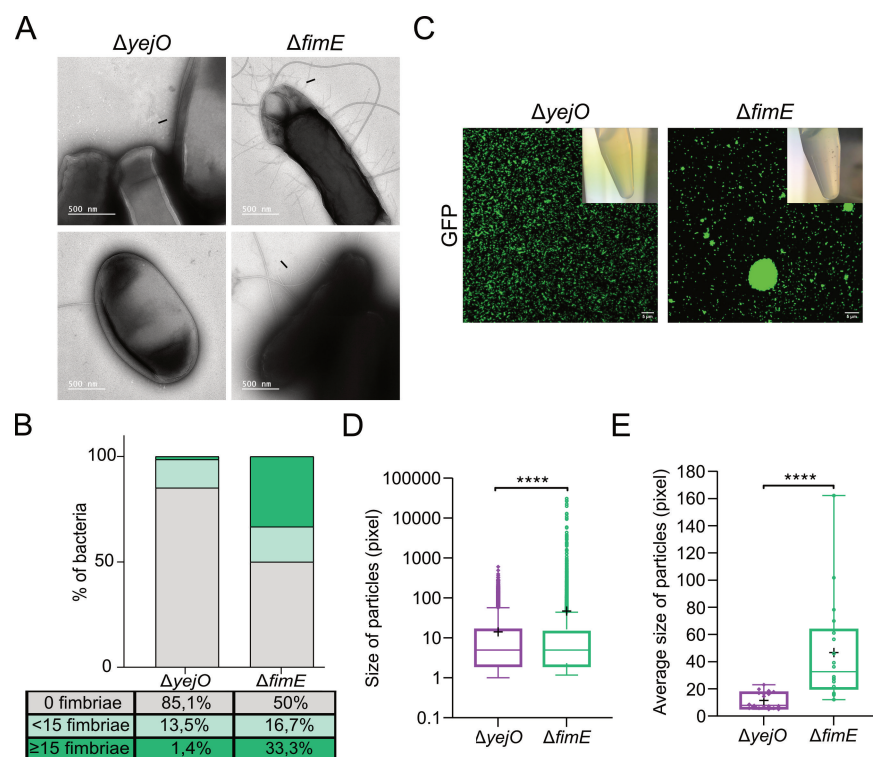 A
ΔyejO
ΔfimE
500 nm
500 nm
500 nm
500 nm
B
% of bacteria
100
50
0
ΔyejO
ΔfimE
0 fimbriae 85,1% 50%
<15 fimbriae 13,5% 16,7%
≥15 fimbriae 1,4% 33,3%
C
ΔyejO
ΔfimE
GFP
5 µm
5 µm
D
Size of particles (pixel)
100000
10000
1000
100
10
1
0.1
****
ΔyejO
ΔfimE
E
Average size of particles (pixel)
180
160
140
120
100
80
60
40
20
0
****
ΔyejO
ΔfimE